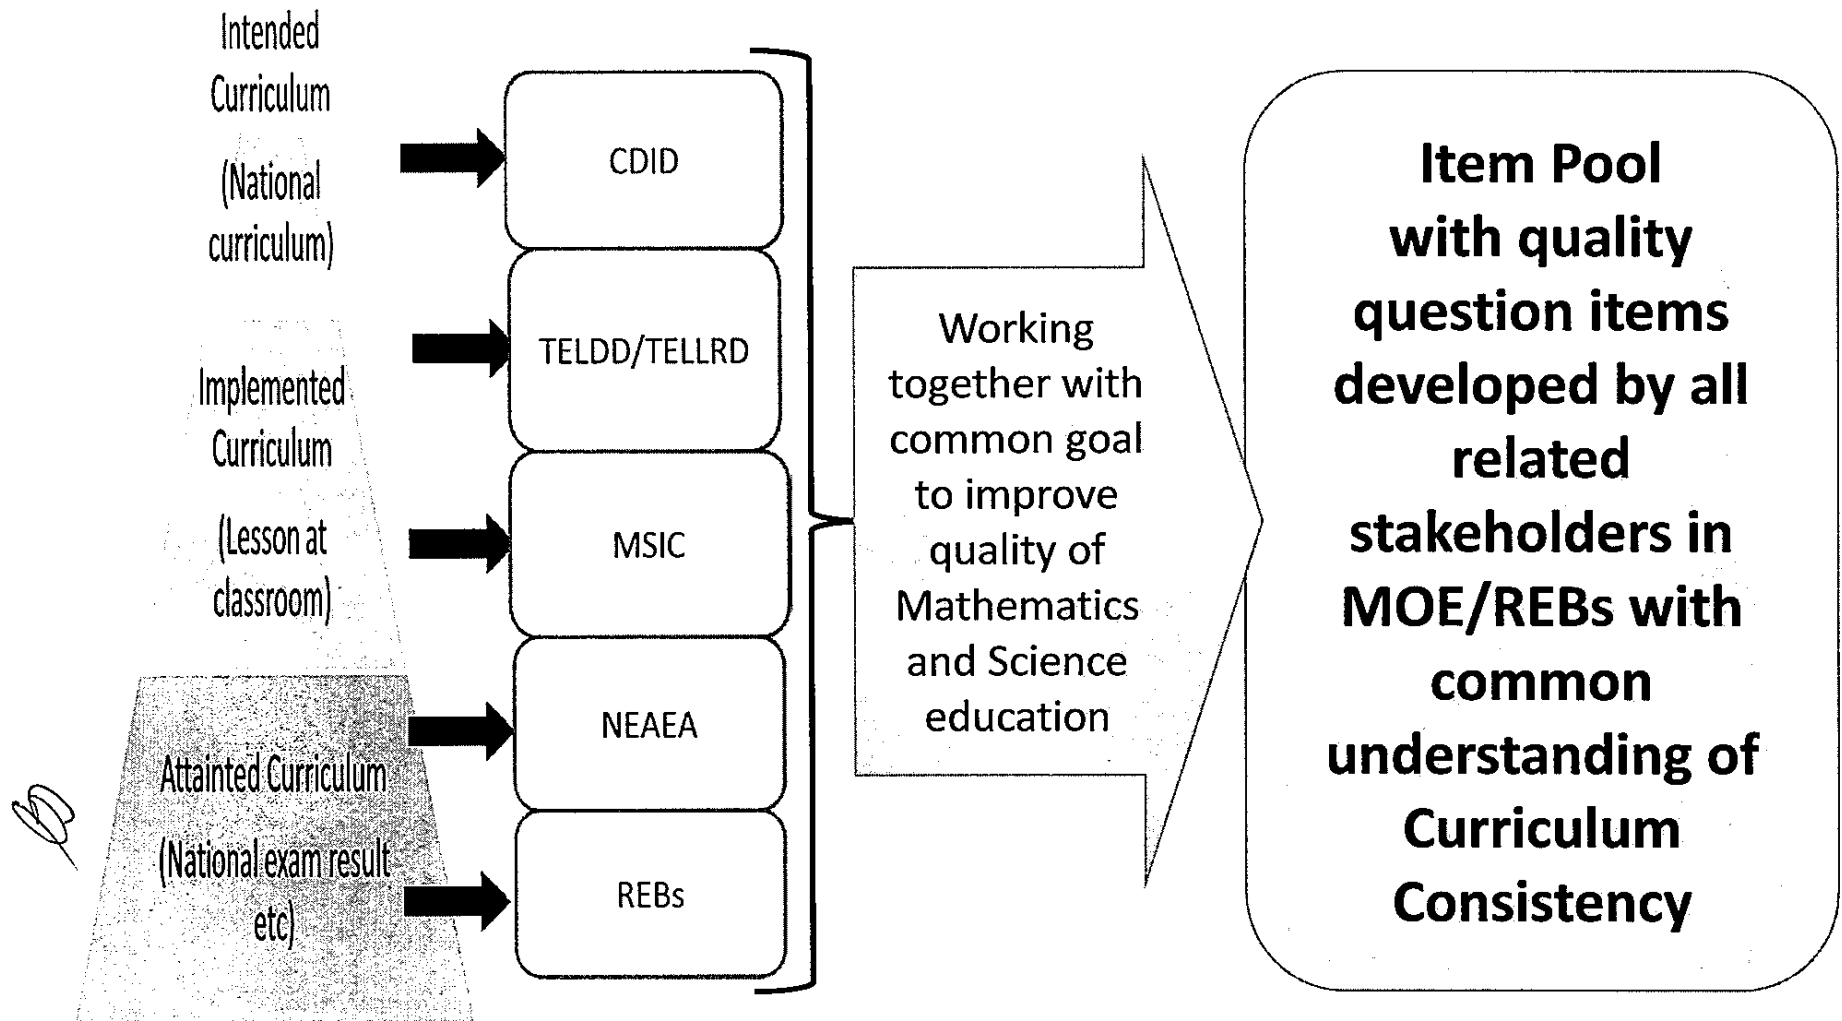 Intended
Curriculum
(National
curriculum)
Implemented
Curriculum
(Lesson at
classroom)
Attainted Curriculum
(National exam result
etc)
CDID
TELDD/TELLRD
MSIC
NEAEA
REBs
Working
together with
common goal
to improve
quality of
Mathematics
and Science
education
Item Pool
with quality
question items
developed by all
related
stakeholders in
MOE/REBs with
common
understanding of
Curriculum
Consistency